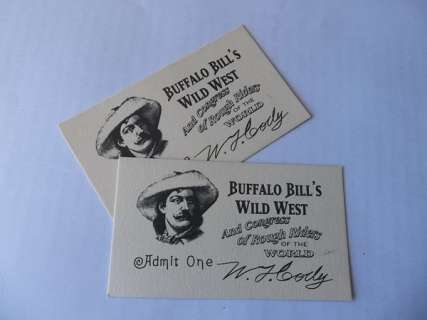 BUFFALO BILL'S
WILD WEST
And Congress
of Rough Riders
OF THE
WORLD
W. F. Cody
BUFFALO BILL'S
WILD WEST
And Congress
of Rough Riders
OF THE
WORLD
Admit One
W. F. Cody